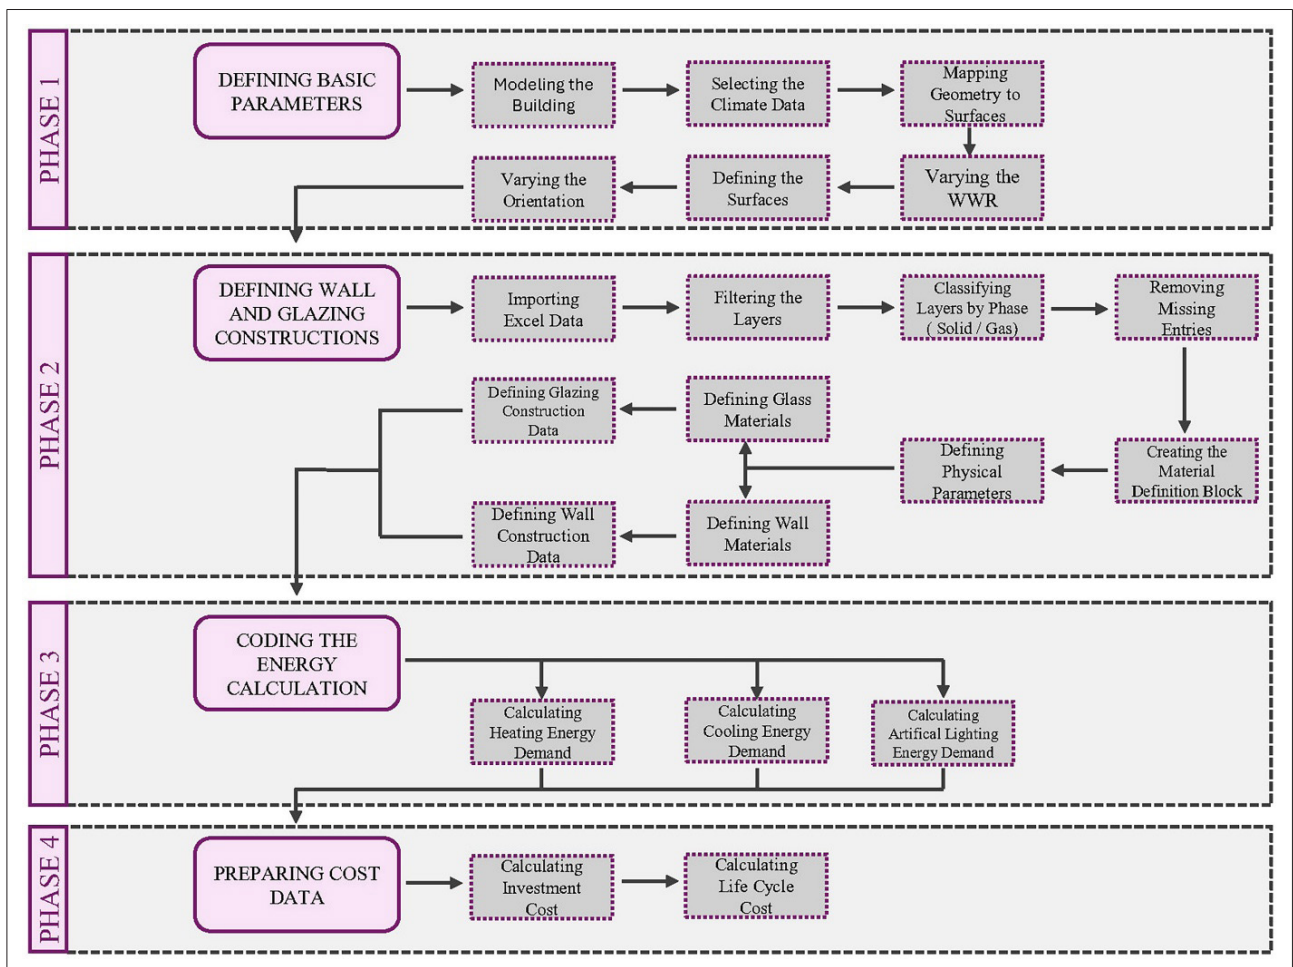 PHASE 1
DEFINING BASIC
PARAMETERS
Modeling the
Building
Selecting the
Climate Data
Mapping
Geometry to
Surfaces
Varying the
WWR
Defining the
Surfaces
Varying the
Orientation
PHASE 2
DEFINING WALL
AND GLAZING
CONSTRUCTIONS
Importing
Excel Data
Filtering the
Layers
Classifying
Layers by Phase
( Solid / Gas)
Removing
Missing
Entries
Creating the
Material
Definition Block
Defining
Physical
Parameters
Defining Glass
Materials
Defining Glazing
Construction
Data
Defining Wall
Materials
Defining Wall
Construction
Data
PHASE 3
CODING THE
ENERGY
CALCULATION
Calculating
Heating Energy
Demand
Calculating
Cooling Energy
Demand
Calculating
Artifical Lighting
Energy Demand
PHASE 4
PREPARING COST
DATA
Calculating
Investment
Cost
Calculating
Life Cycle
Cost